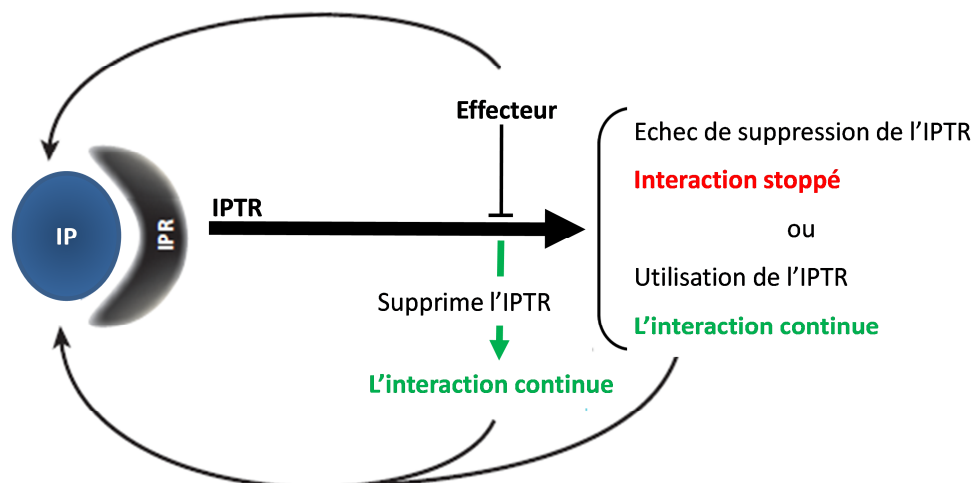 Effecteur
IP
IPR
IPTR
Supprime l’IPTR
L’interaction continue
Echec de suppression de l’IPTR
Interaction stoppé
ou
Utilisation de l’IPTR
L’interaction continue